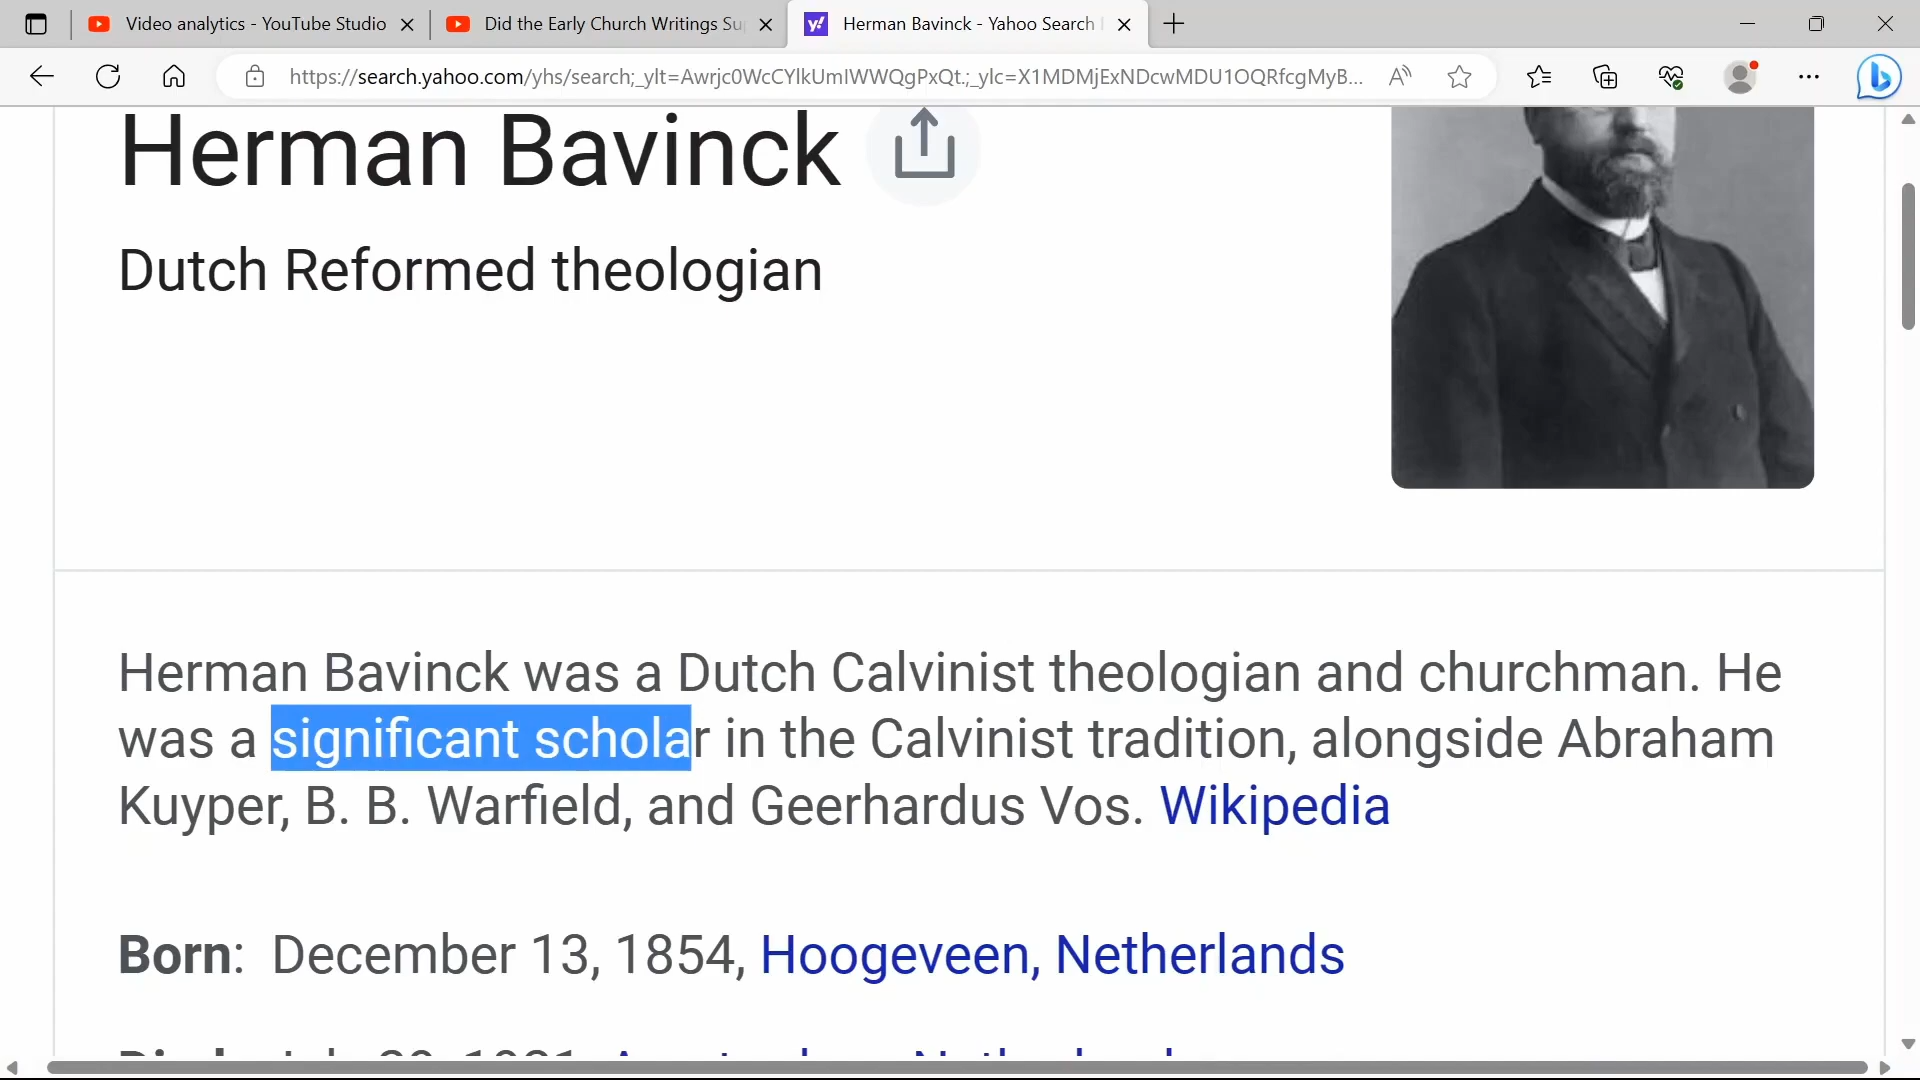 Video analytics - YouTube Studio
Did the Early Church Writings Su
Herman Bavinck - Yahoo Search
https://search.yahoo.com/yhs/search;_ylt=Awrjc0WcCYlkUmIWWQgPxQt.;_ylc=X1MDMjExNDcwMDU1OQRfcgMyB...
Herman Bavinck
Dutch Reformed theologian
Herman Bavinck was a Dutch Calvinist theologian and churchman. He
was a significant scholar in the Calvinist tradition, alongside Abraham
Kuyper, B. B. Warfield, and Geerhardus Vos. Wikipedia
Born: December 13, 1854, Hoogeveen, Netherlands